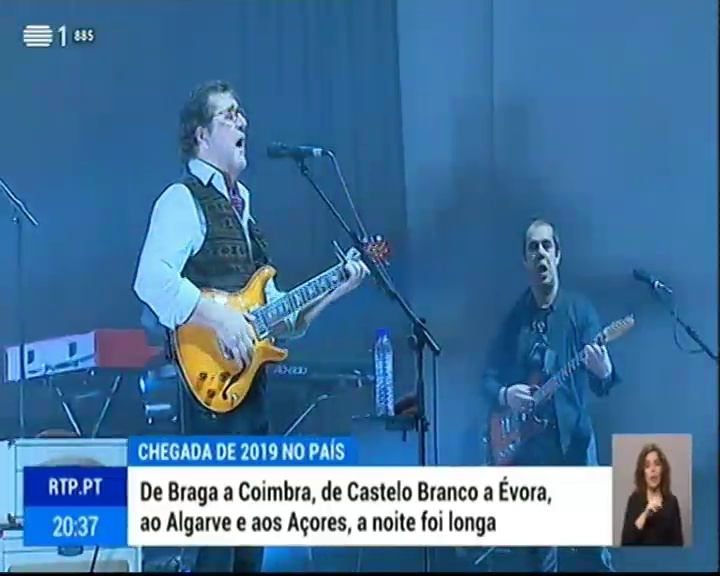 1 885
CHEGADA DE 2019 NO PAÍS
RTP.PT
De Braga a Coimbra, de Castelo Branco a Évora,
20:37
ao Algarve e aos Açores, a noite foi longa